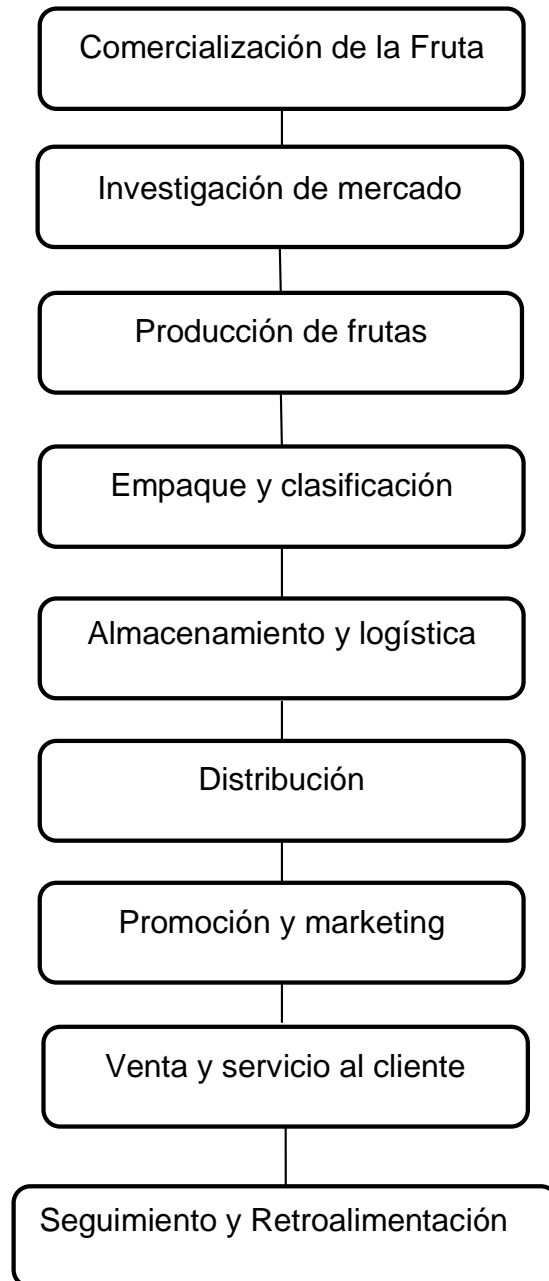 Comercialización de la Fruta
Investigación de mercado
Producción de frutas
Empaque y clasificación
Almacenamiento y logística
Distribución
Promoción y marketing
Venta y servicio al cliente
Seguimiento y Retroalimentación